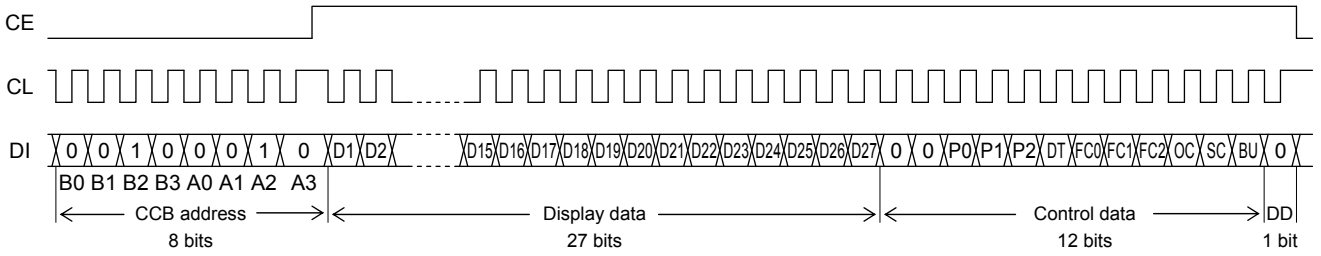 CE
CL
DI 0 0 1 0 0 0 1 0 D1 D2 D15 D16 D17 D18 D19 D20 D21 D22 D23 D24 D25 D26 D27 0 0 P0 P1 P2 DT FC0 FC1 FC2 OC SC BU 0
B0 B1 B2 B3 A0 A1 A2 A3
CCB address Display data Control data DD
8 bits 27 bits 12 bits 1 bit